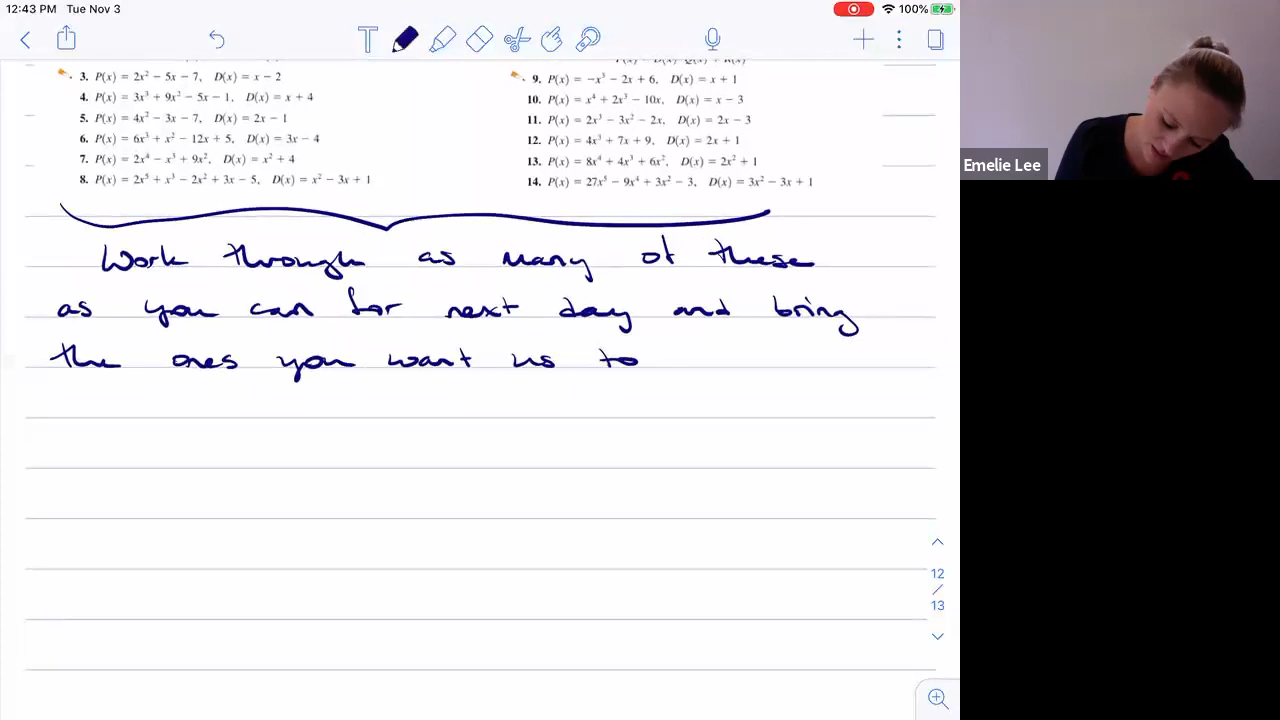 12:43 PM Tue Nov 3
100%
3. P(x) = 2x² − 5x − 7, D(x) = x − 2
4. P(x) = 3x³ + 9x² − 5x − 1, D(x) = x + 4
5. P(x) = 4x² − 3x − 7, D(x) = 2x − 1
6. P(x) = 6x³ + x² − 12x + 5, D(x) = 3x − 4
7. P(x) = 2x⁴ − x³ + 9x², D(x) = x² + 4
8. P(x) = 2x⁵ + x³ − 2x² + 3x − 5, D(x) = x² − 3x + 1
9. P(x) = −x³ − 2x + 6, D(x) = x + 1
10. P(x) = x⁴ + 2x³ − 10x, D(x) = x − 3
11. P(x) = 2x³ − 3x² − 2x, D(x) = 2x − 3
12. P(x) = 4x³ + 7x + 9, D(x) = 2x + 1
13. P(x) = 8x⁴ + 4x³ + 6x², D(x) = 2x² + 1
14. P(x) = 27x⁵ − 9x⁴ + 3x² − 3, D(x) = 3x² − 3x + 1
Work through as many of these
as you can for next day and bring
the ones you want us to
12
/
13
Emelie Lee